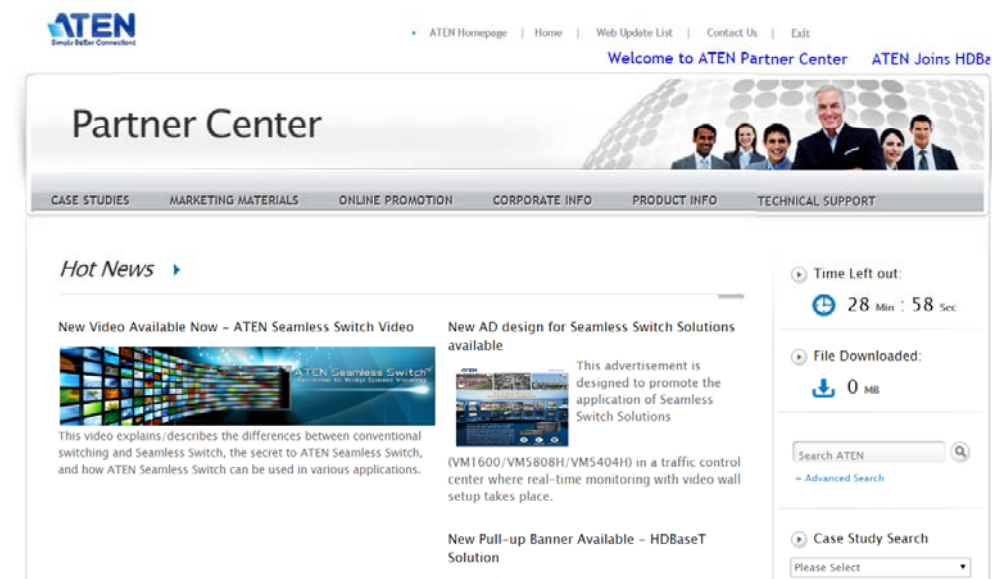 ATEN
Simply Better Connections
ATEN Homepage | Home | Web Update List | Contact Us | Exit
Welcome to ATEN Partner Center ATEN Joins HDBa
Partner Center
CASE STUDIES MARKETING MATERIALS ONLINE PROMOTION CORPORATE INFO PRODUCT INFO TECHNICAL SUPPORT
Hot News
New Video Available Now - ATEN Seamless Switch Video
ATEN Seamless Switch™
Welcome to Warp Speed Viewing
This video explains/describes the differences between conventional
switching and Seamless Switch, the secret to ATEN Seamless Switch,
and how ATEN Seamless Switch can be used in various applications.
New AD design for Seamless Switch Solutions
available
ATEN
This advertisement is
designed to promote the
application of Seamless
Switch Solutions
(VM1600/VM5808H/VM5404H) in a traffic control
center where real-time monitoring with video wall
setup takes place.
New Pull-up Banner Available - HDBaseT
Solution
Time Left out:
28 Min : 58 Sec
File Downloaded:
0 MB
Search ATEN
+ Advanced Search
Case Study Search
Please Select